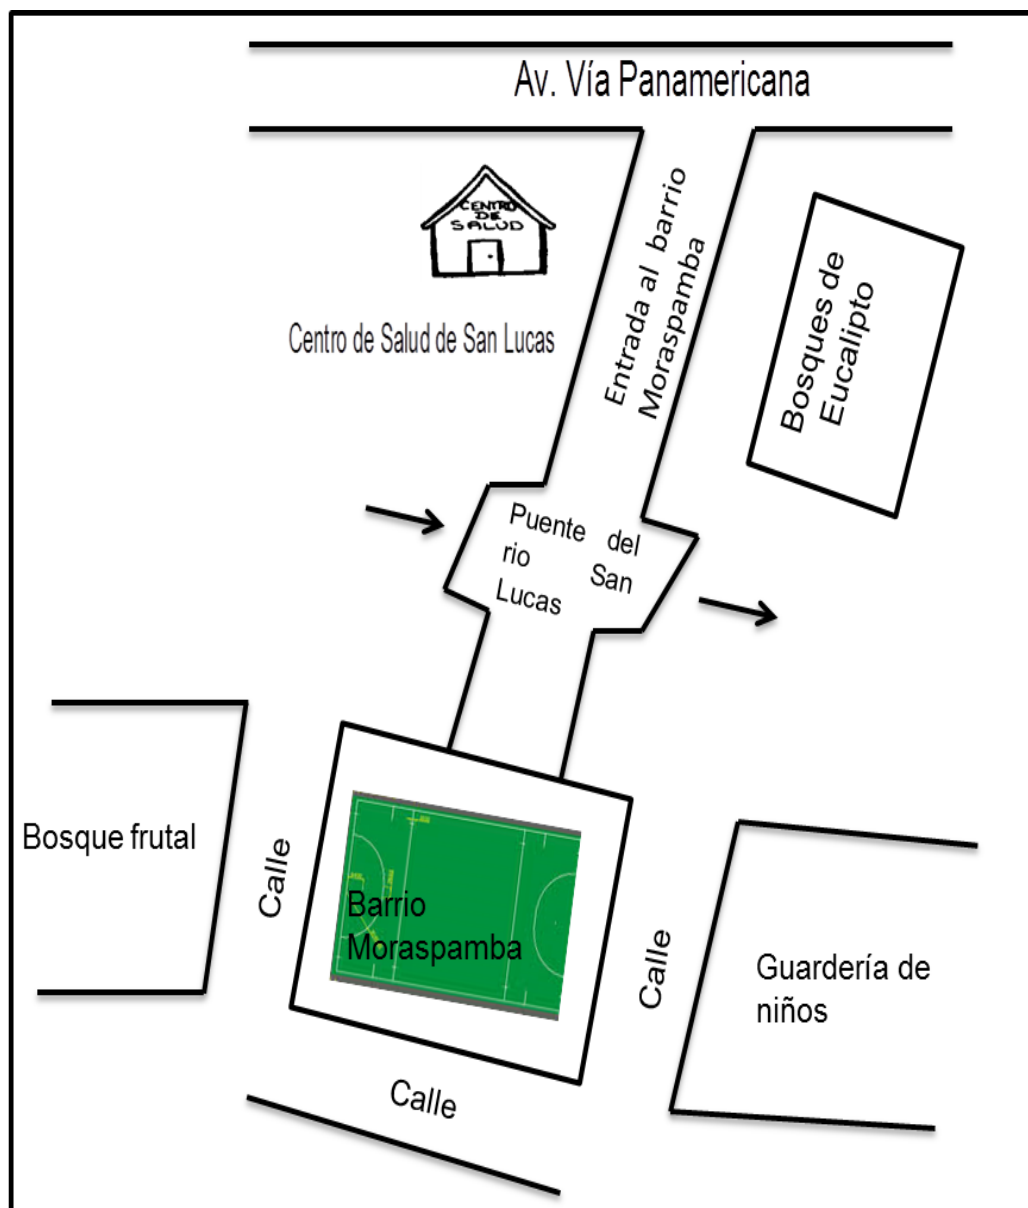 Av. Vía Panamericana
CENTRO
DE
SALUD
Centro de Salud de San Lucas
Entrada al barrio
Moraspamba
Bosques de
Eucalipto
Puente del
rio San
Lucas
Bosque frutal
Calle
Barrio
Moraspamba
Calle
Guardería de
niños
Calle